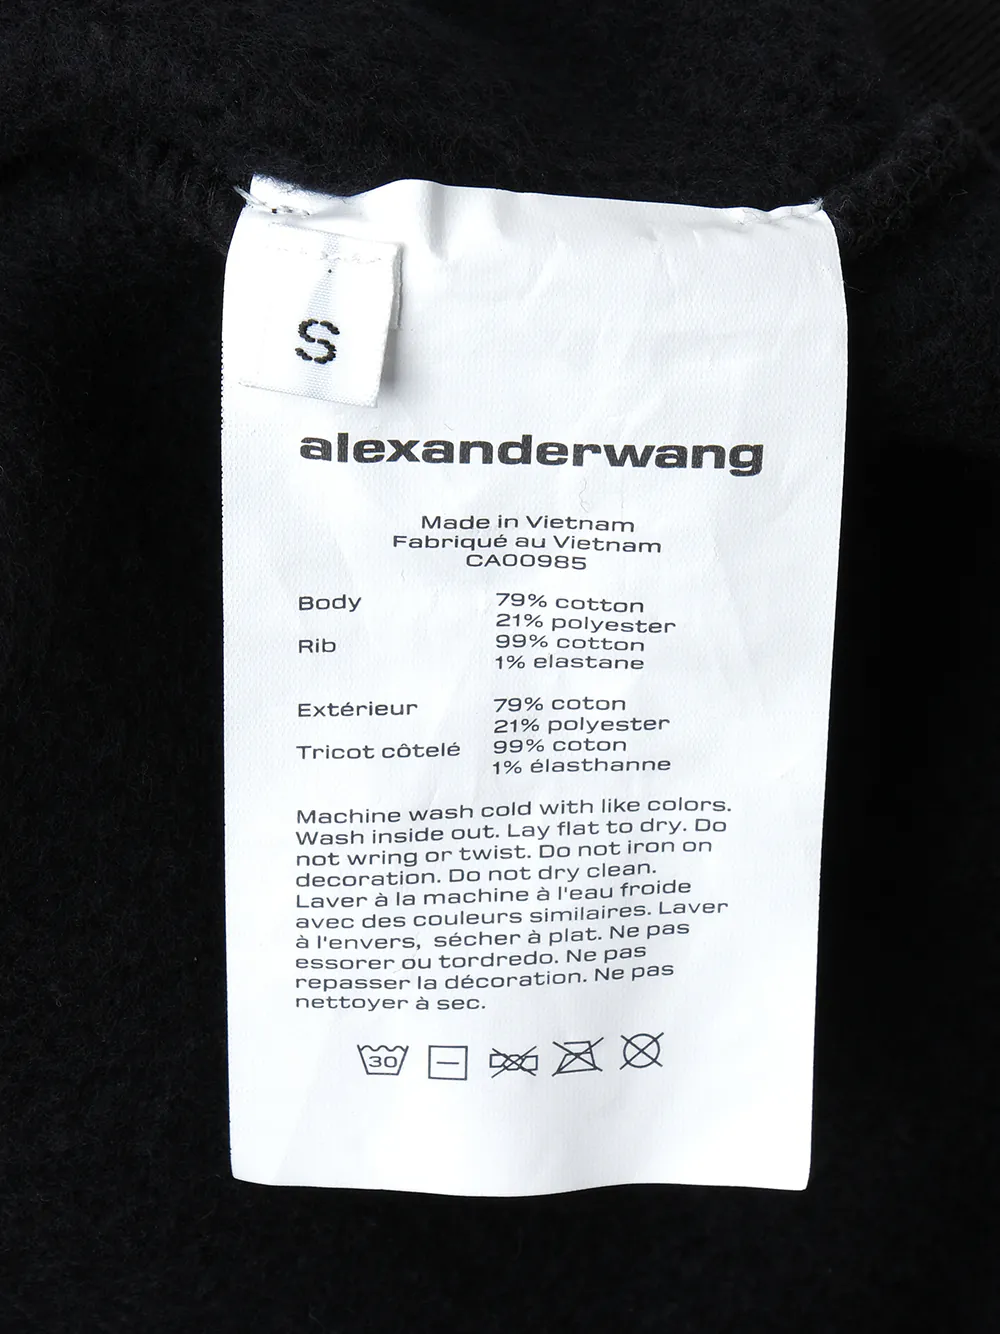 S
alexanderwang
Made in Vietnam
Fabriqué au Vietnam
CA00985
Body 79% cotton
21% polyester
Rib 99% cotton
1% elastane
Extérieur 79% coton
21% polyester
Tricot côtelé 99% coton
1% élasthanne
Machine wash cold with like colors.
Wash inside out. Lay flat to dry. Do
not wring or twist. Do not iron on
decoration. Do not dry clean.
Laver à la machine à l'eau froide
avec des couleurs similaires. Laver
à l'envers, sécher à plat. Ne pas
essorer ou tordredo. Ne pas
repasser la décoration. Ne pas
nettoyer à sec.
30